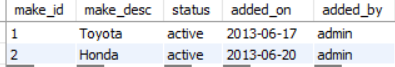 make_id make_desc status added_on added_by
1 Toyota active 2013-06-17 admin
2 Honda active 2013-06-20 admin